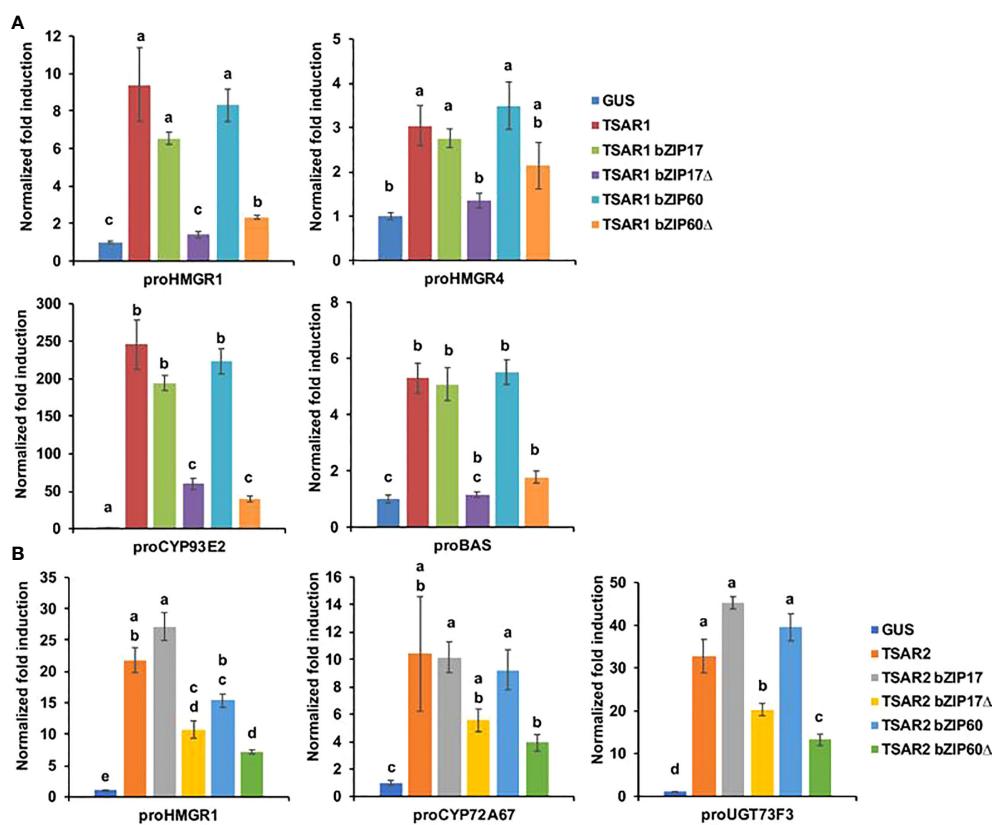 A
Normalized fold induction
12
10
8
6
4
2
0
c
a
a
c
a
b
proHMGR1
Normalized fold induction
5
4
3
2
1
0
b
a
a
b
a
a
b
proHMGR4
GUS
TSAR1
TSAR1 bZIP17
TSAR1 bZIP17Δ
TSAR1 bZIP60
TSAR1 bZIP60Δ
Normalized fold induction
300
250
200
150
100
50
0
a
b
b
c
b
c
proCYP93E2
Normalized fold induction
8
6
4
2
0
c
b
b
b
c
b
b
proBAS
B
Normalized fold induction
35
30
25
20
15
10
5
0
e
a
b
a
c
d
b
c
d
proHMGR1
Normalized fold induction
16
14
12
10
8
6
4
2
0
c
a
b
a
a
b
a
b
proCYP72A67
Normalized fold induction
50
40
30
20
10
0
d
a
a
b
a
c
proUGT73F3
GUS
TSAR2
TSAR2 bZIP17
TSAR2 bZIP17Δ
TSAR2 bZIP60
TSAR2 bZIP60Δ